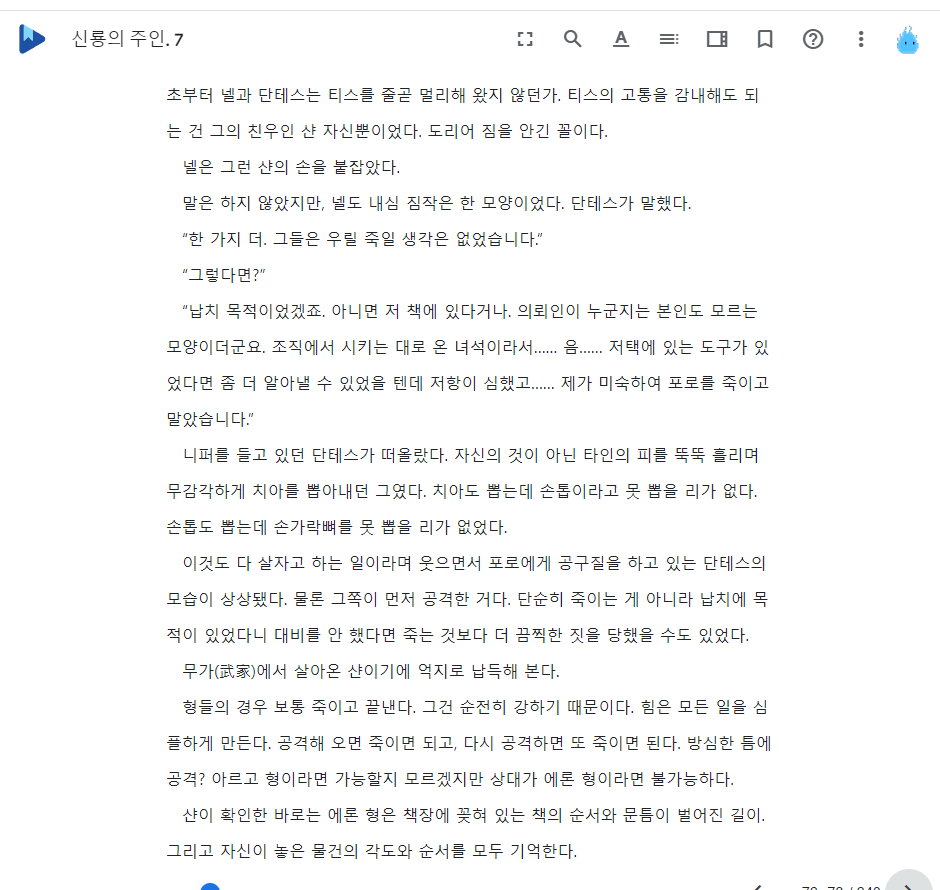 신룡의 주인. 7
초부터 넬과 단테스는 티스를 줄곧 멀리해 왔지 않던가. 티스의 고통을 감내해도 되
는 건 그의 친우인 샨 자신뿐이었다. 도리어 짐을 안긴 꼴이다.
넬은 그런 샨의 손을 붙잡았다.
말은 하지 않았지만, 넬도 내심 짐작은 한 모양이었다. 단테스가 말했다.
“한 가지 더. 그들은 우릴 죽일 생각은 없었습니다.”
“그렇다면?”
“납치 목적이었겠죠. 아니면 저 책에 있다거나. 의뢰인이 누군지는 본인도 모르는
모양이더군요. 조직에서 시키는 대로 온 녀석이라서...... 음...... 저택에 있는 도구가 있
었다면 좀 더 알아낼 수 있었을 텐데 저항이 심했고...... 제가 미숙하여 포로를 죽이고
말았습니다.”
니퍼를 들고 있던 단테스가 떠올랐다. 자신의 것이 아닌 타인의 피를 뚝뚝 흘리며
무감각하게 치아를 뽑아내던 그였다. 치아도 뽑는데 손톱이라고 못 뽑을 리가 없다.
손톱도 뽑는데 손가락뼈를 못 뽑을 리가 없었다.
이것도 다 살자고 하는 일이라며 웃으면서 포로에게 공구질을 하고 있는 단테스의
모습이 상상됐다. 물론 그쪽이 먼저 공격한 거다. 단순히 죽이는 게 아니라 납치에 목
적이 있었다니 대비를 안 했다면 죽는 것보다 더 끔찍한 짓을 당했을 수도 있었다.
무가(武家)에서 살아온 샨이기에 억지로 납득해 본다.
형들의 경우 보통 죽이고 끝낸다. 그건 순전히 강하기 때문이다. 힘은 모든 일을 심
플하게 만든다. 공격해 오면 죽이면 되고, 다시 공격하면 또 죽이면 된다. 방심한 틈에
공격? 아르고 형이라면 가능할지 모르겠지만 상대가 에론 형이라면 불가능하다.
샨이 확인한 바로는 에론 형은 책장에 꽂혀 있는 책의 순서와 문틈이 벌어진 길이.
그리고 자신이 놓은 물건의 각도와 순서를 모두 기억한다.